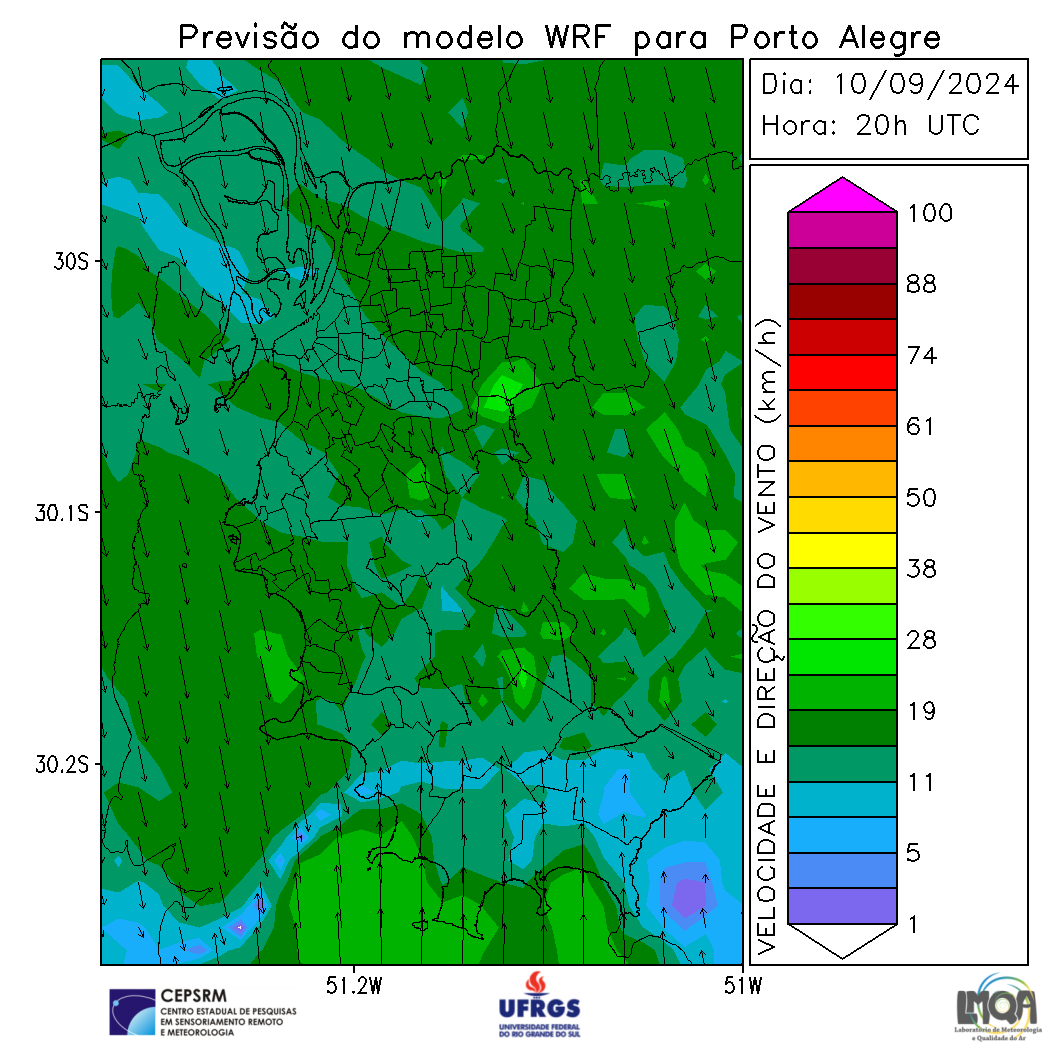 Previsão do modelo WRF para Porto Alegre
Dia: 10/09/2024
Hora: 20h UTC
VELOCIDADE E DIREÇÃO DO VENTO (km/h)
100
88
74
61
50
38
28
19
11
5
1
30S
30.1S
30.2S
51.2W
51W
CEPSRM
CENTRO ESTADUAL DE PESQUISAS
EM SENSORIAMENTO REMOTO
E METEOROLOGIA
UFRGS
UNIVERSIDADE FEDERAL
DO RIO GRANDE DO SUL
LMQA
Laboratório de Meteorologia
e Qualidade do Ar